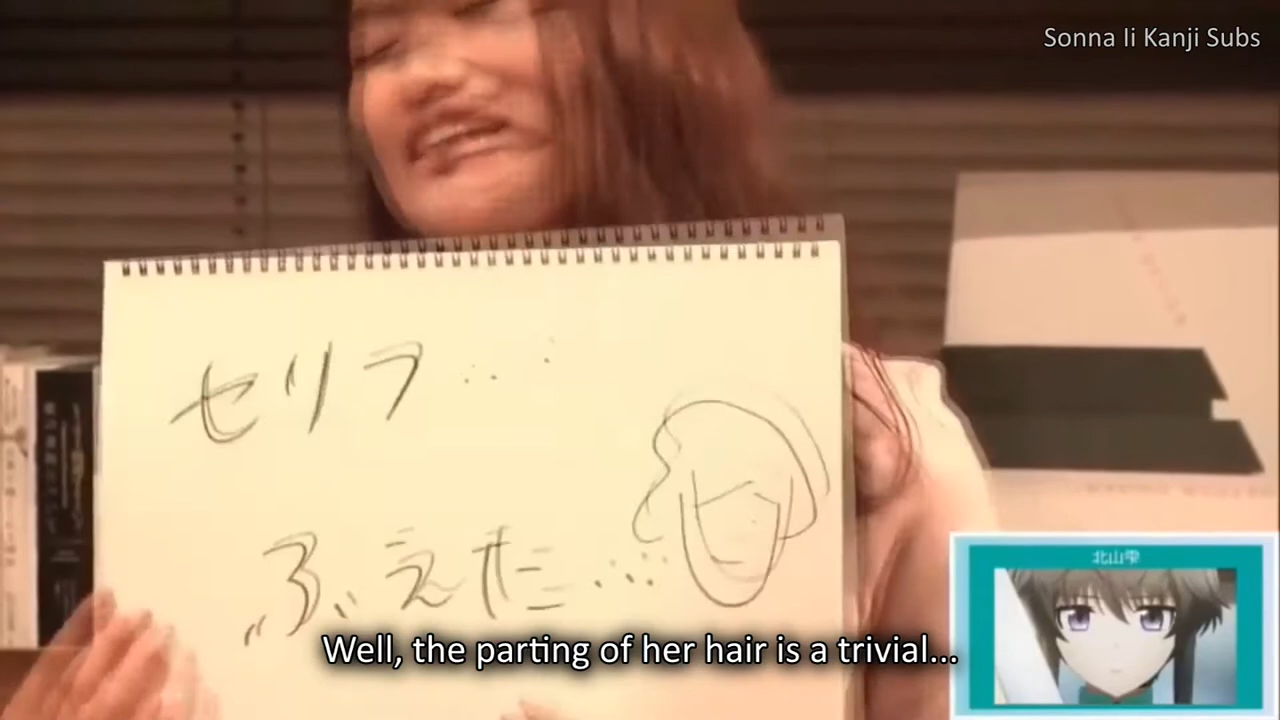 Sonna Ii Kanji Subs
セリフ...
ふえた...
北山雫
Well, the parting of her hair is a trivial...